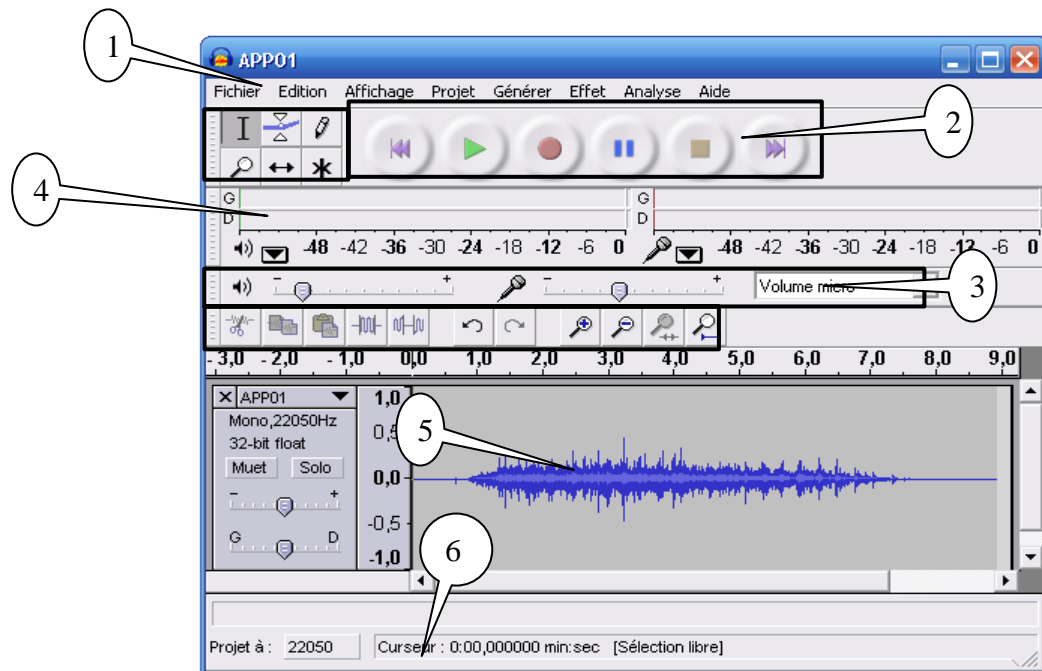 1
APP01
Fichier Edition Affichage Projet Générer Effet Analyse Aide
2
4
G
D
-48 -42 -36 -30 -24 -18 -12 -6 0
G
D
-48 -42 -36 -30 -24 -18 -12 -6 0
- + - + Volume micro
3
-3,0 -2,0 -1,0 0,0 1,0 2,0 3,0 4,0 5,0 6,0 7,0 8,0 9,0
APP01
Mono,22050Hz
32-bit float
Muet Solo
- +
G D
1,0
0,5
0,0
-0,5
-1,0
5
6
Projet à : 22050 Curseur : 0:00,000000 min:sec [Sélection libre]